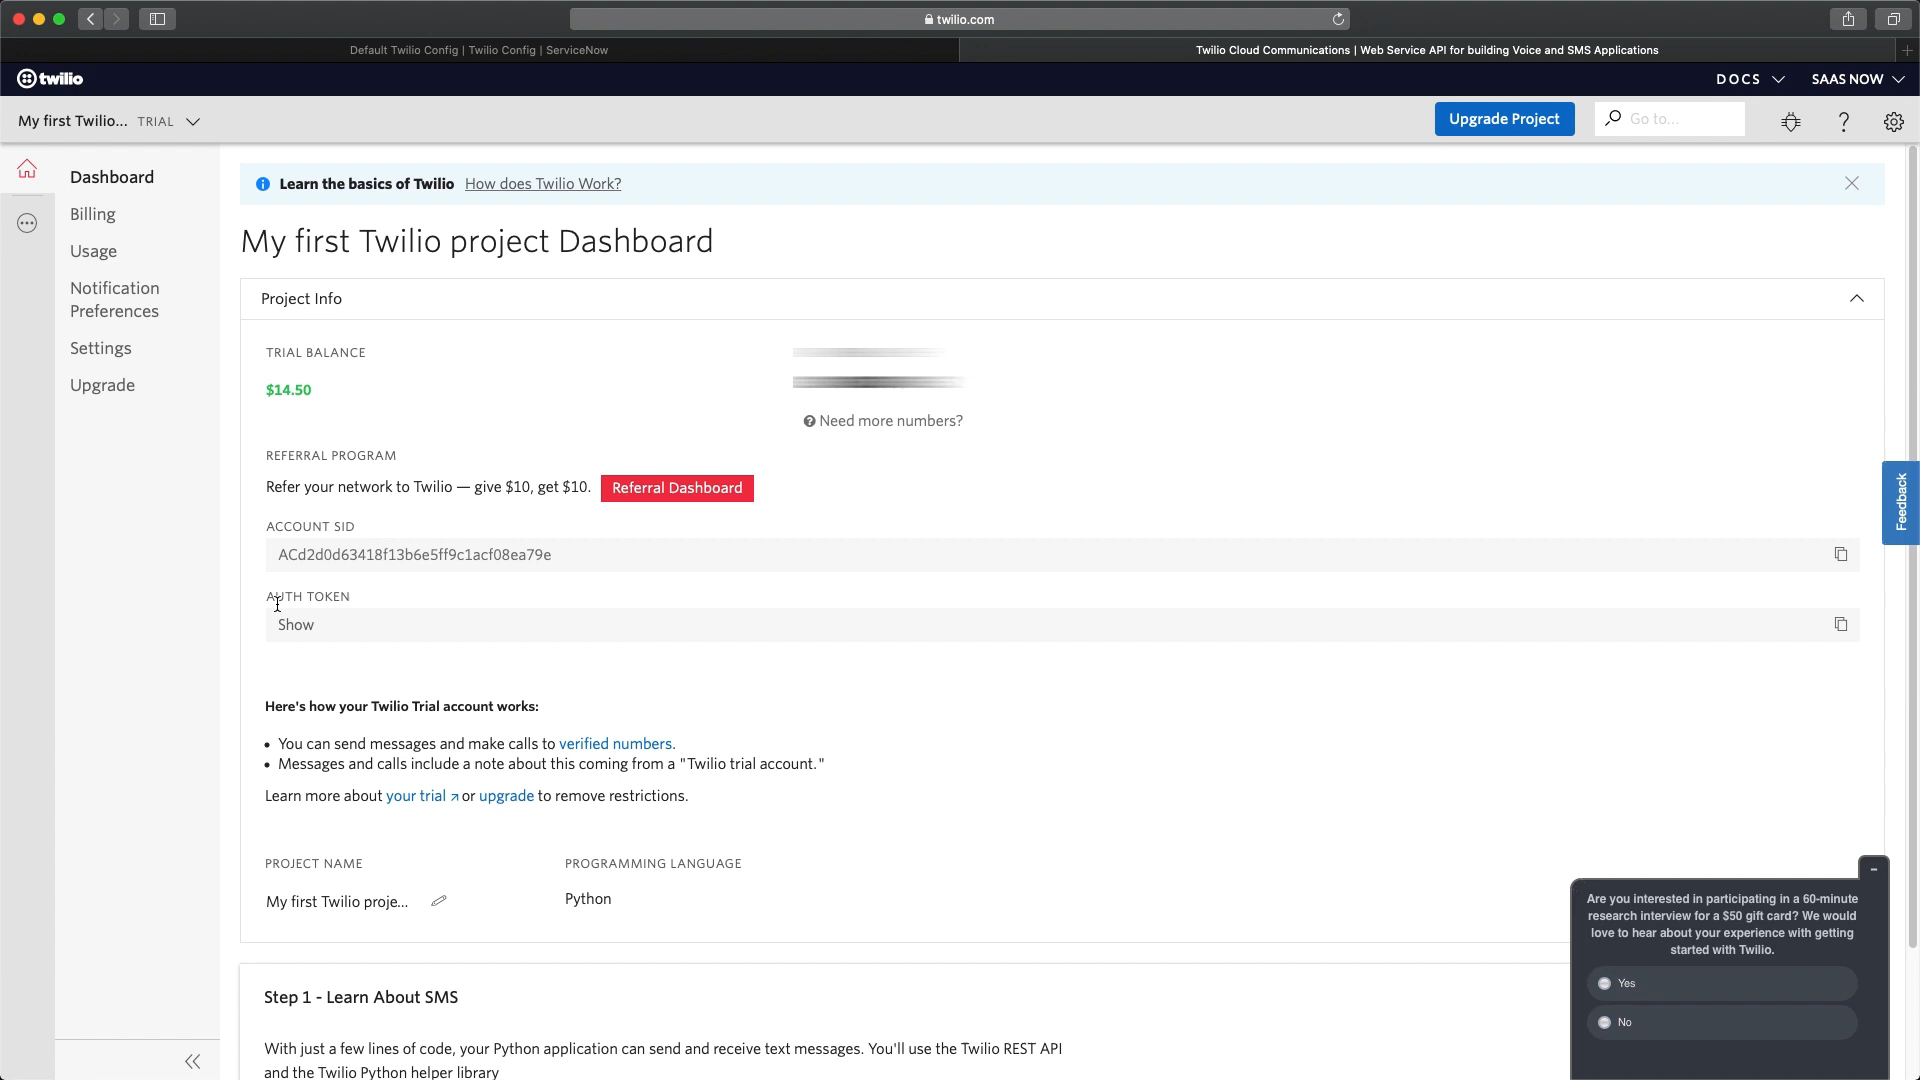 twilio.com
Default Twilio Config | Twilio Config | ServiceNow
Twilio Cloud Communications | Web Service API for building Voice and SMS Applications
twilio
DOCS
SAAS NOW
My first Twilio... TRIAL
Upgrade Project
Go to...
Dashboard
Billing
Usage
Notification
Preferences
Settings
Upgrade
Learn the basics of Twilio How does Twilio Work?
My first Twilio project Dashboard
Project Info
TRIAL BALANCE
$14.50
Need more numbers?
REFERRAL PROGRAM
Refer your network to Twilio — give $10, get $10. Referral Dashboard
ACCOUNT SID
ACd2d0d63418f13b6e5ff9c1acf08ea79e
AUTH TOKEN
Show
Feedback
Here's how your Twilio Trial account works:
• You can send messages and make calls to verified numbers.
• Messages and calls include a note about this coming from a "Twilio trial account."
Learn more about your trial or upgrade to remove restrictions.
PROJECT NAME
PROGRAMMING LANGUAGE
My first Twilio proje...
Python
Step 1 - Learn About SMS
With just a few lines of code, your Python application can send and receive text messages. You'll use the Twilio REST API
and the Twilio Python helper library
Are you interested in participating in a 60-minute
research interview for a $50 gift card? We would
love to hear about your experience with getting
started with Twilio.
Yes
No